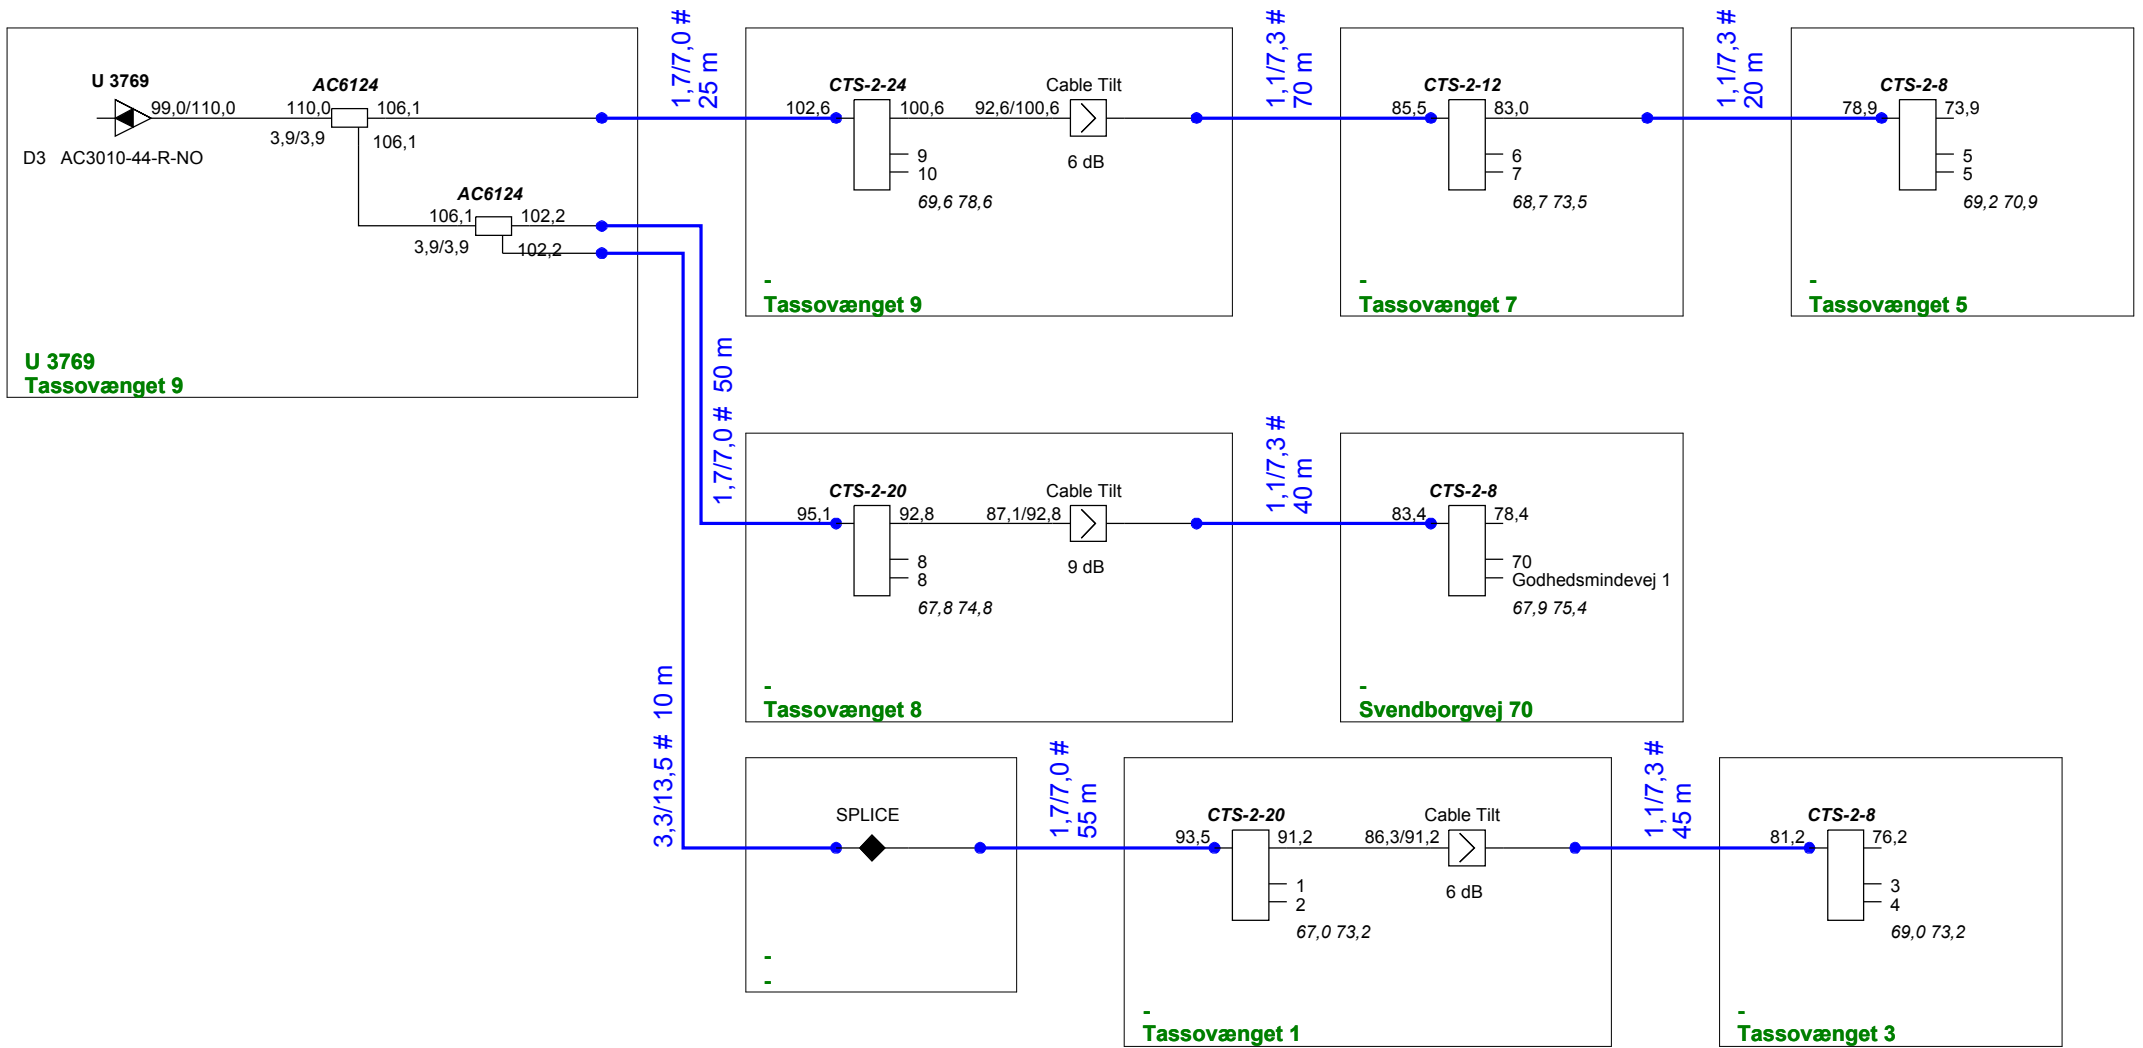 U 3769
99,0/110,0
D3 AC3010-44-R-NO
AC6124
110,0
106,1
3,9/3,9
106,1
AC6124
106,1
102,2
3,9/3,9
102,2
U 3769
Tassovænget 9
1,7/7,0 #
25 m
CTS-2-24
102,6
100,6
9
10
69,6 78,6
92,6/100,6
Cable Tilt
6 dB
-
Tassovænget 9
1,1/7,3 #
70 m
CTS-2-12
85,5
83,0
6
7
68,7 73,5
-
Tassovænget 7
1,1/7,3 #
20 m
CTS-2-8
78,9
73,9
5
5
69,2 70,9
-
Tassovænget 5
1,7/7,0 # 50 m
CTS-2-20
95,1
92,8
8
8
67,8 74,8
87,1/92,8
Cable Tilt
9 dB
-
Tassovænget 8
1,1/7,3 #
40 m
CTS-2-8
83,4
78,4
70
Godhedsmindevej 1
67,9 75,4
-
Svendborgvej 70
3,3/13,5 # 10 m
SPLICE
-
-
1,7/7,0 #
55 m
CTS-2-20
93,5
91,2
1
2
67,0 73,2
86,3/91,2
Cable Tilt
6 dB
-
Tassovænget 1
1,1/7,3 #
45 m
CTS-2-8
81,2
76,2
3
4
69,0 73,2
-
Tassovænget 3